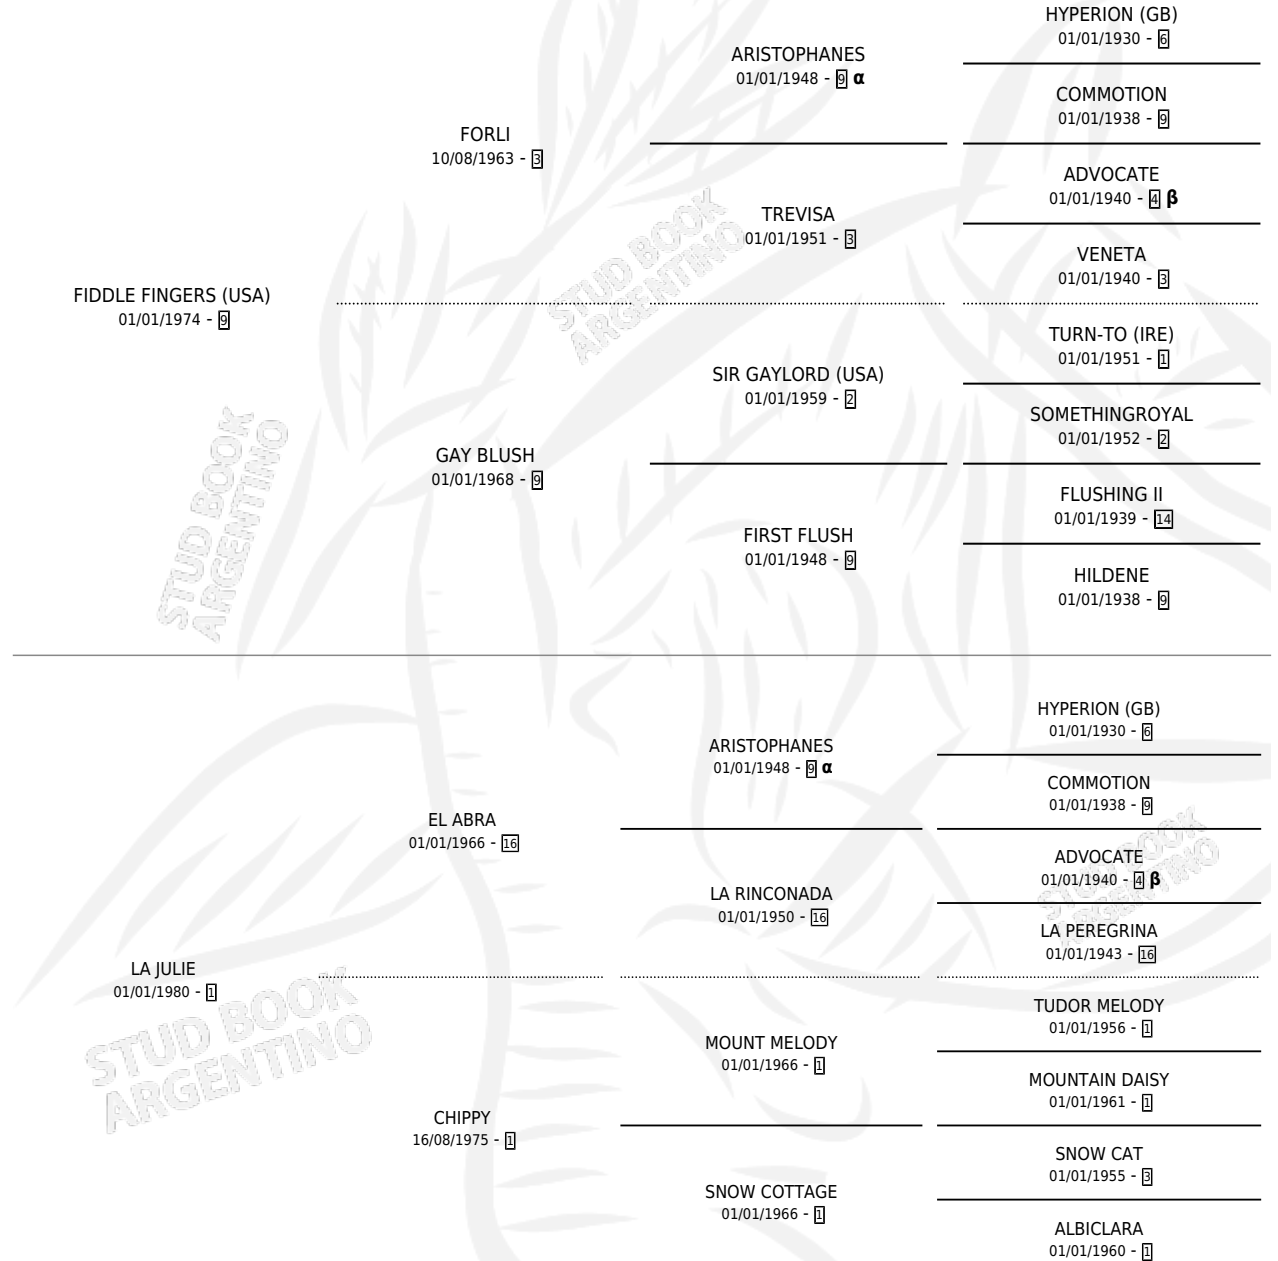 HYPERION (GB)
01/01/1930 - 6
ARISTOPHANES
01/01/1948 - 9 α
COMMOTION
01/01/1938 - 9
FORLI
10/08/1963 - 3
ADVOCATE
01/01/1940 - 4 β
TREVISA
01/01/1951 - 3
VENETA
01/01/1940 - 3
FIDDLE FINGERS (USA)
01/01/1974 - 9
STUD BOOK
ARGENTINO
TURN-TO (IRE)
01/01/1951 - 1
SIR GAYLORD (USA)
01/01/1959 - 2
SOMETHINGROYAL
01/01/1952 - 2
GAY BLUSH
01/01/1968 - 9
FLUSHING II
01/01/1939 - 14
FIRST FLUSH
01/01/1948 - 9
HILDENE
01/01/1938 - 9
STUD BOOK
ARGENTINO
HYPERION (GB)
01/01/1930 - 6
ARISTOPHANES
01/01/1948 - 9 α
COMMOTION
01/01/1938 - 9
EL ABRA
01/01/1966 - 16
ADVOCATE
01/01/1940 - 4 β
LA RINCONADA
01/01/1950 - 16
LA PEREGRINA
01/01/1943 - 16
STUD BOOK
ARGENTINO
LA JULIE
01/01/1980 - 1
STUD BOOK
ARGENTINO
TUDOR MELODY
01/01/1956 - 1
MOUNT MELODY
01/01/1966 - 1
MOUNTAIN DAISY
01/01/1961 - 1
CHIPPY
16/08/1975 - 1
SNOW CAT
01/01/1955 - 3
SNOW COTTAGE
01/01/1966 - 1
ALBICLARA
01/01/1960 - 1